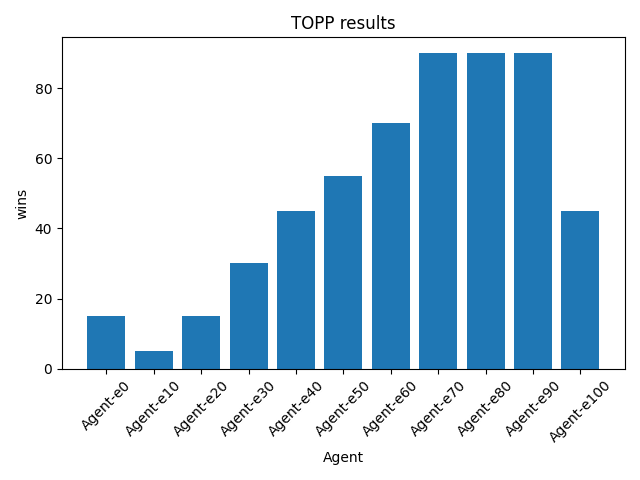 TOPP results
wins
80
60
40
20
0
Agent-e0
Agent-e10
Agent-e20
Agent-e30
Agent-e40
Agent-e50
Agent-e60
Agent-e70
Agent-e80
Agent-e90
Agent-e100
Agent